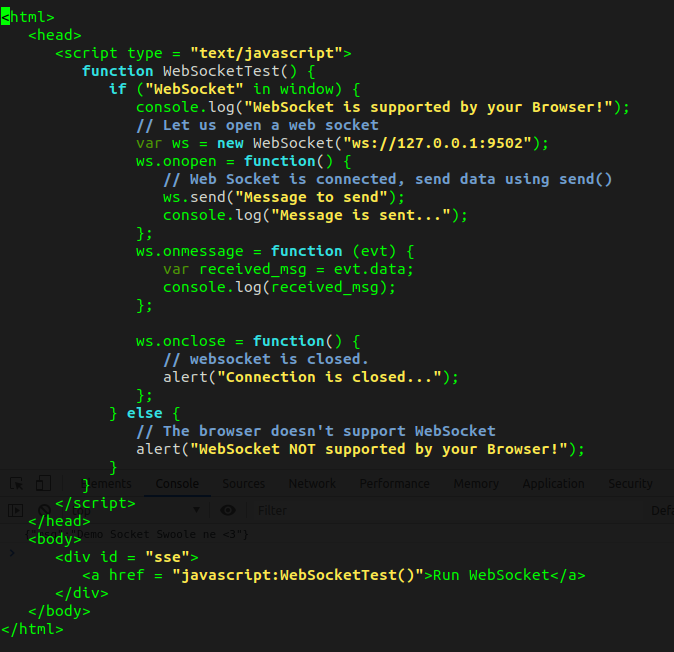 <html>
<head>
<script type = "text/javascript">
function WebSocketTest() {
if ("WebSocket" in window) {
console.log("WebSocket is supported by your Browser!");
// Let us open a web socket
var ws = new WebSocket("ws://127.0.0.1:9502");
ws.onopen = function() {
// Web Socket is connected, send data using send()
ws.send("Message to send");
console.log("Message is sent...");
};
ws.onmessage = function (evt) {
var received_msg = evt.data;
console.log(received_msg);
};
ws.onclose = function() {
// websocket is closed.
alert("Connection is closed...");
};
} else {
// The browser doesn't support WebSocket
alert("WebSocket NOT supported by your Browser!");
}
Elements Console Sources Network Performance Memory Application Security
}
</script>
Filter
</head>
Demo Socket Swoole ne <3"}
<body>
<div id = "sse">
<a href = "javascript:WebSocketTest()">Run WebSocket</a>
</div>
</body>
</html>